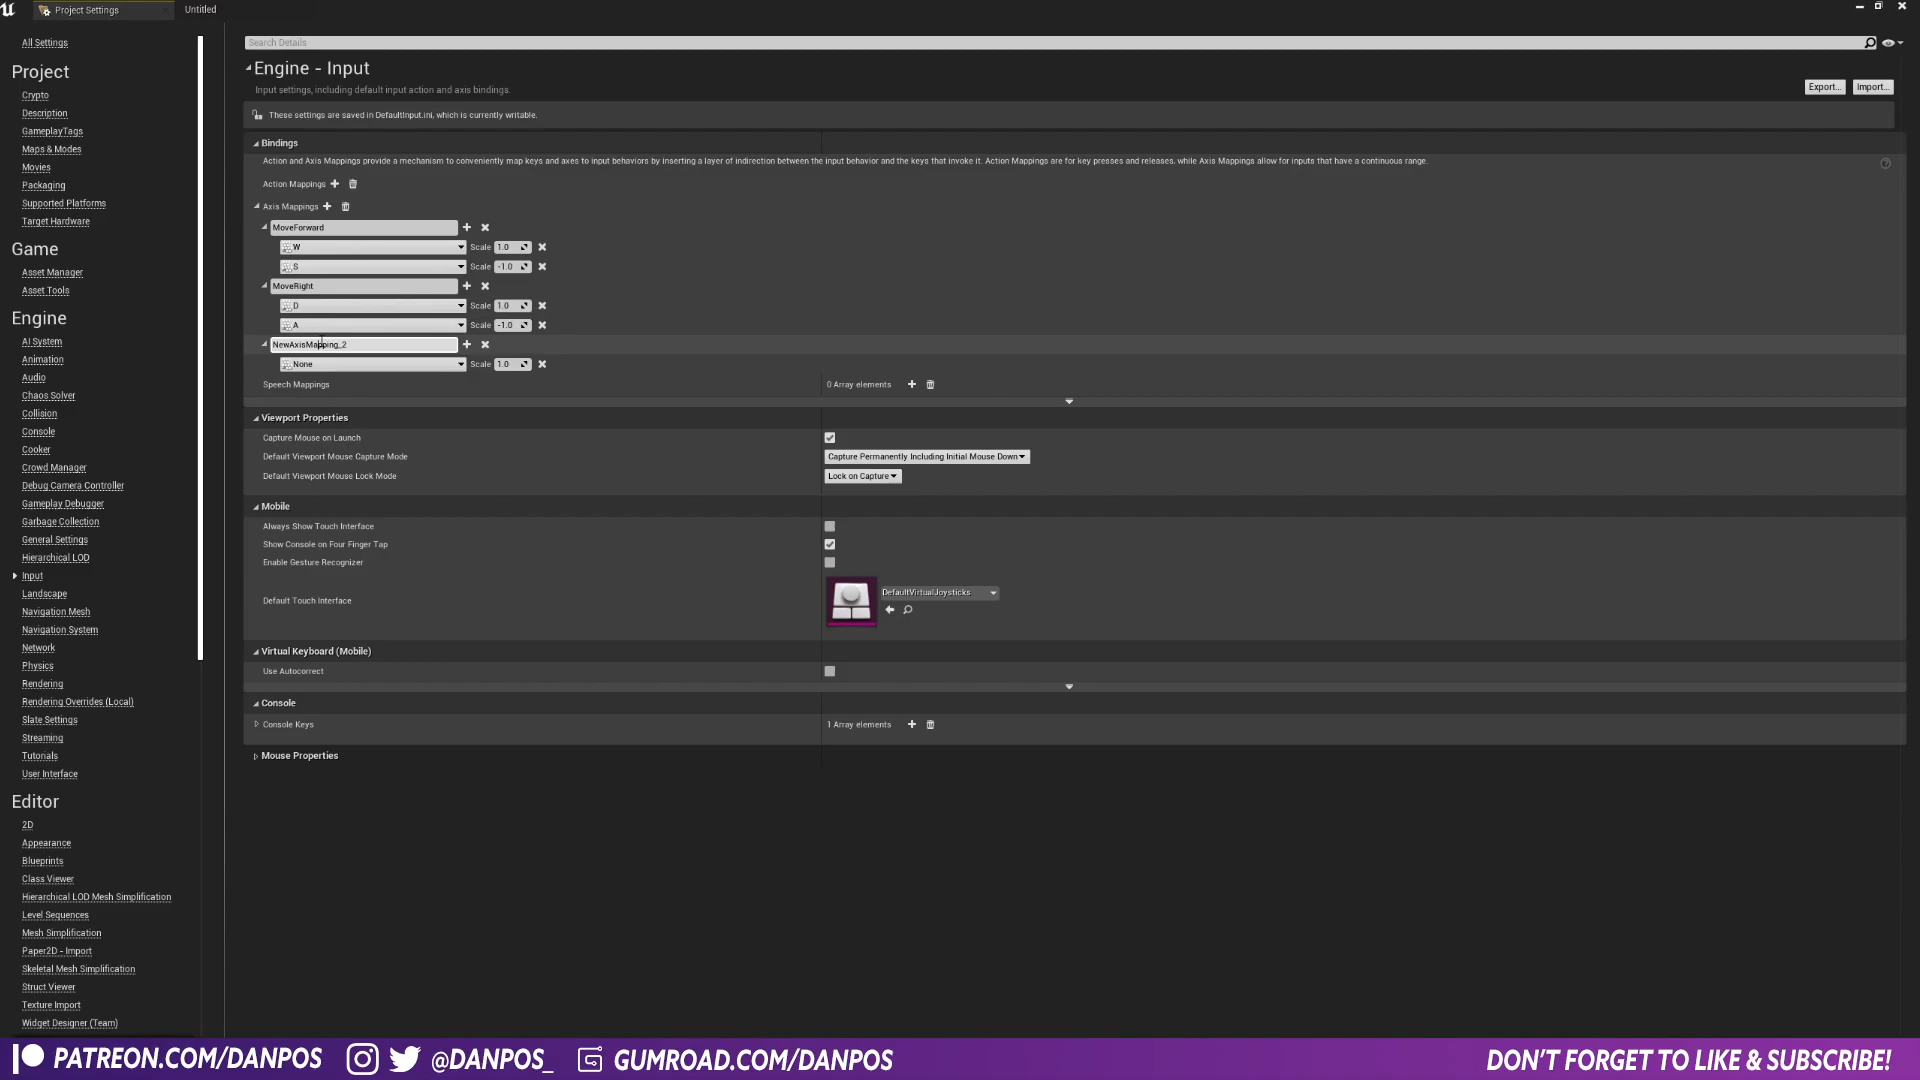 Project Settings
Untitled
All Settings
Project
Crypto
Description
GameplayTags
Maps & Modes
Movies
Packaging
Supported Platforms
Target Hardware
Game
Asset Manager
Asset Tools
Engine
AI System
Animation
Audio
Chaos Solver
Collision
Console
Cooker
Crowd Manager
Debug Camera Controller
Gameplay Debugger
Garbage Collection
General Settings
Hierarchical LOD
Input
Landscape
Navigation Mesh
Navigation System
Network
Physics
Rendering
Rendering Overrides (Local)
Slate Settings
Streaming
Tutorials
User Interface
Editor
2D
Appearance
Blueprints
Class Viewer
Hierarchical LOD Mesh Simplification
Level Sequences
Mesh Simplification
Paper2D - Import
Skeletal Mesh Simplification
Struct Viewer
Texture Import
Widget Designer (Team)
Search Details
Engine - Input
Input settings, including default input action and axis bindings.
Export...
Import...
These settings are saved in DefaultInput.ini, which is currently writable.
Bindings
Action and Axis Mappings provide a mechanism to conveniently map keys and axes to input behaviors by inserting a layer of indirection between the input behavior and the keys that invoke it. Action Mappings are for key presses and releases, while Axis Mappings allow for inputs that have a continuous range.
Action Mappings
Axis Mappings
MoveForward
W Scale 1.0
S Scale -1.0
MoveRight
D Scale 1.0
A Scale -1.0
NewAxisMapping_2
None Scale 1.0
Speech Mappings 0 Array elements
Viewport Properties
Capture Mouse on Launch
Default Viewport Mouse Capture Mode Capture Permanently Including Initial Mouse Down
Default Viewport Mouse Lock Mode Lock on Capture
Mobile
Always Show Touch Interface
Show Console on Four Finger Tap
Enable Gesture Recognizer
Default Touch Interface DefaultVirtualJoysticks
Virtual Keyboard (Mobile)
Use Autocorrect
Console
Console Keys 1 Array elements
Mouse Properties
PATREON.COM/DANPOS @DANPOS_ GUMROAD.COM/DANPOS DON'T FORGET TO LIKE & SUBSCRIBE!